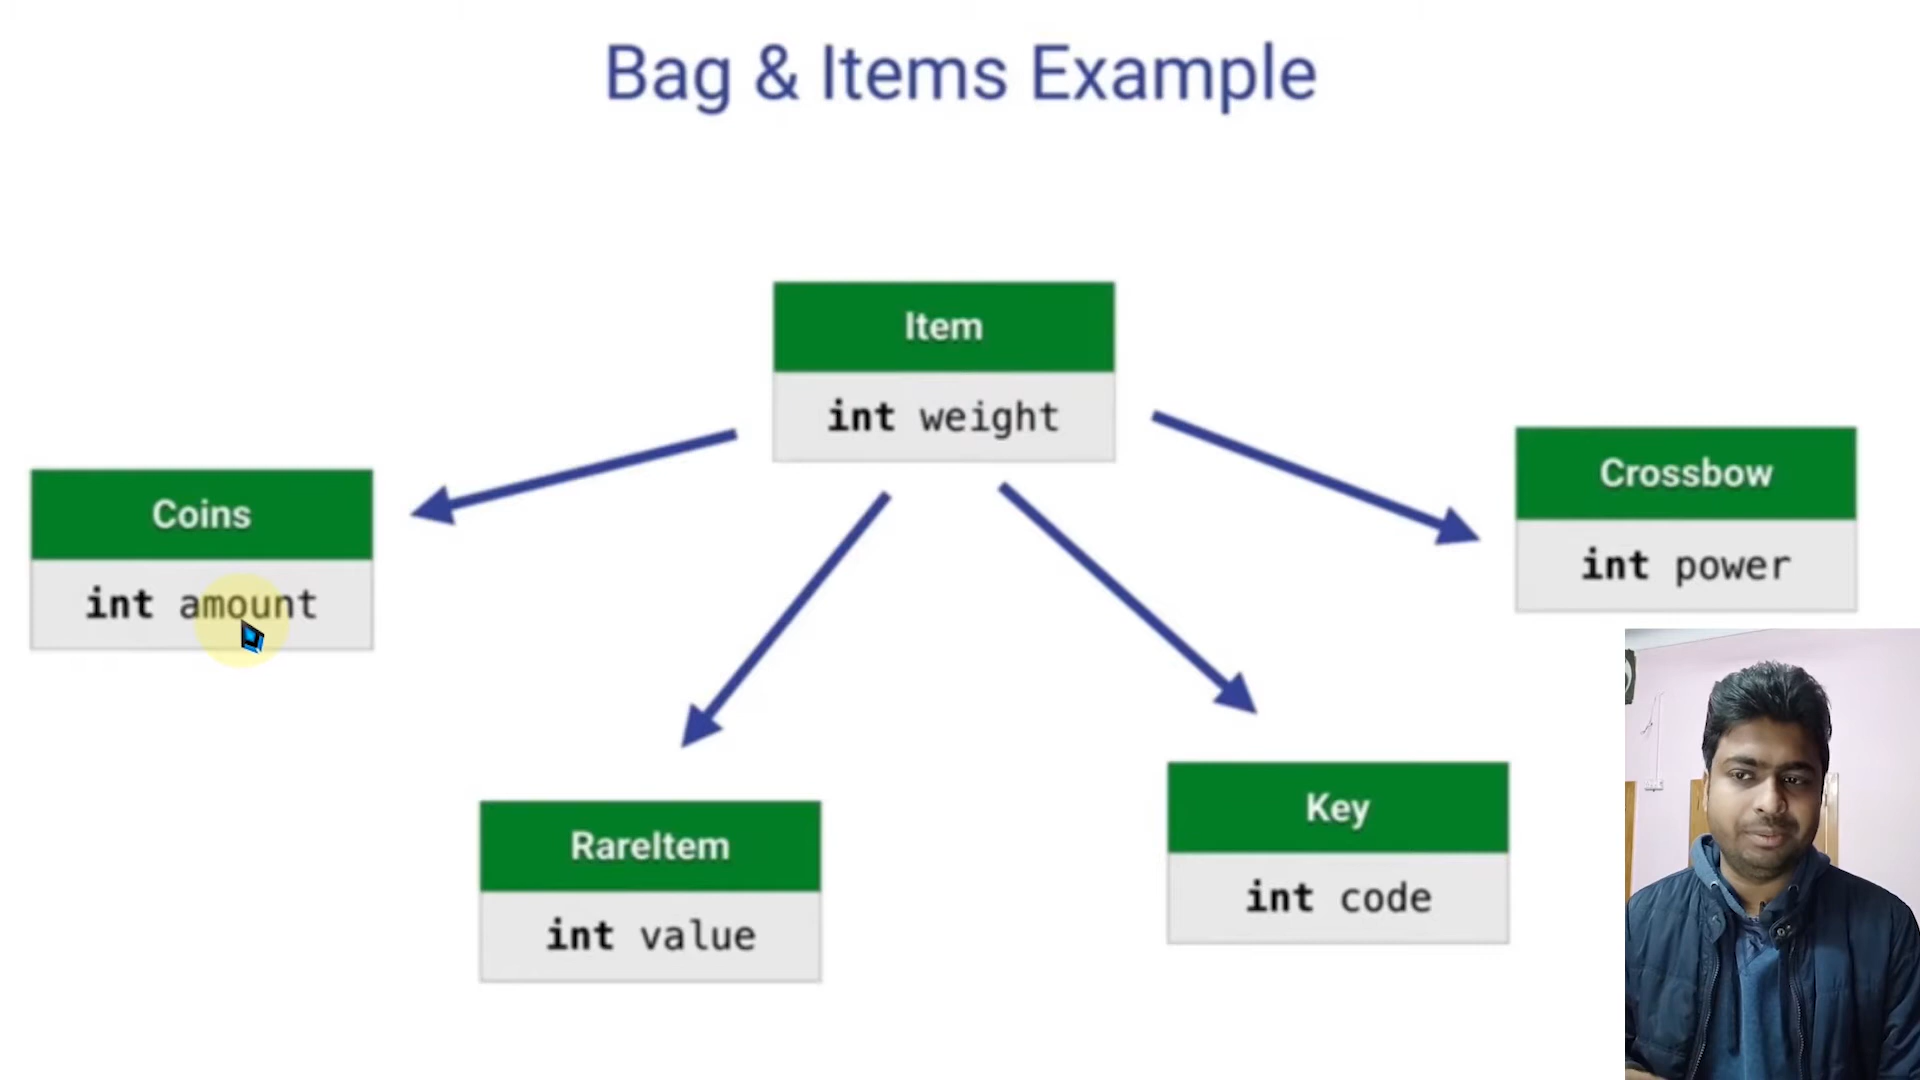 Bag & Items Example
Item
int weight
Coins
int amount
Crossbow
int power
RareItem
int value
Key
int code